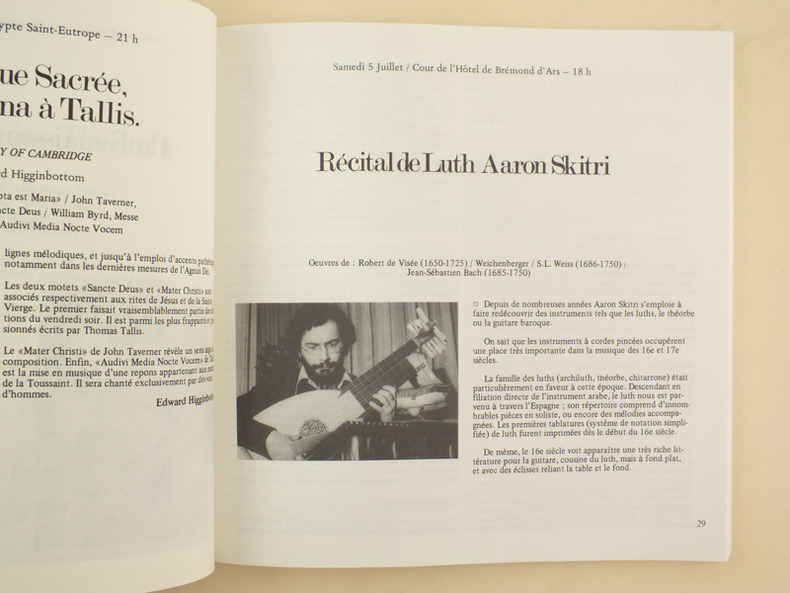 ypte Saint-Eutrope — 21 h
ue Sacrée,
na à Tallis.
Y OF CAMBRIDGE
d Higginbottom
ota est Maria» / John Taverner,
acte Deus / William Byrd, Messe
Audivi Media Nocte Vocem
lignes mélodiques, et jusqu'à l'emploi d'accents
notamment dans les dernières mesures de l'Agnus Dei.
Les deux motets «Sancte Deus» et «Mater Christi» sont
associés respectivement aux rites de Jésus et de la Sainte
Vierge. Le premier faisait vraisemblablement partie
tions du vendredi soir. Il est parmi les plus frappants et pas
sionnés écrits par Thomas Tallis.
Le «Mater Christi» de John Taverner révèle un sens
composition. Enfin, «Audivi Media Nocte Vocem» de
est la mise en musique d'une repons appartenant aux
de la Toussaint. Il sera chanté exclusivement par des voix
d'hommes.
Edward Higginbot
Samedi 5 Juillet / Cour de l'Hôtel de Brémond d'Ars — 18 h
Récital de Luth Aaron Skitri
Oeuvres de : Robert de Visée (1650-1725) / Weichenberger / S.L. Weiss (1686-1750) /
Jean-Sébastien Bach (1685-1750)
□ Depuis de nombreuses années Aaron Skitri s'emploie à
faire redécouvrir des instruments tels que les luths, le théorbe
ou la guitare baroque.
On sait que les instruments à cordes pincées occupèrent
une place très importante dans la musique des 16e et 17e
siècles.
La famille des luths (archiluth, théorbe, chitarrone) était
particulièrement en faveur à cette époque. Descendant en
filiation directe de l'instrument arabe, le luth nous est par-
venu à travers l'Espagne ; son répertoire comprend d'innom-
brables pièces en soliste, ou encore des mélodies accompa-
gnées. Les premières tablatures (système de notation simpli-
fiée) de luth furent imprimées dès le début du 16e siècle.
De même, le 16e siècle voit apparaître une très riche lit-
térature pour la guitare, cousine du luth, mais à fond plat,
et avec des éclisses reliant la table et le fond.
29